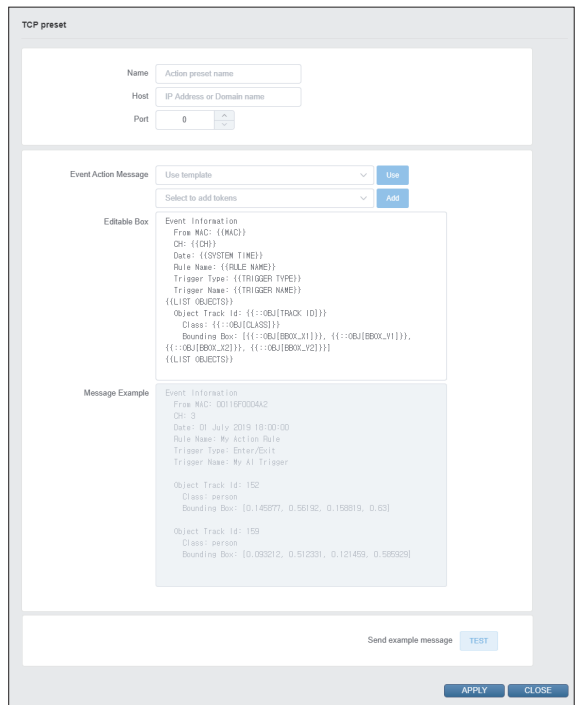 TCP preset
Name Action preset name
Host IP Address or Domain name
Port 0
Event Action Message Use template Use
Select to add tokens Add
Editable Box
Event Information
From MAC: {{MAC}}
CH: {{CH}}
Date: {{SYSTEM TIME}}
Rule Name: {{RULE NAME}}
Trigger Type: {{TRIGGER TYPE}}
Trigger Name: {{TRIGGER NAME}}
{{LIST OBJECTS}}
Object Track Id: {{::OBJ[TRACK ID]}}
Class: {{::OBJ[CLASS]}}
Bounding Box: [{{::OBJ[BBOX_X1]}}, {{::OBJ[BBOX_Y1]}},
{{::OBJ[BBOX_X2]}}, {{::OBJ[BBOX_Y2]}}]
{{LIST OBJECTS}}
Message Example
Event Information
From MAC: 00116F0004A2
CH: 3
Date: 01 July 2019 18:00:00
Rule Name: My Action Rule
Trigger Type: Enter/Exit
Trigger Name: My AI Trigger
Object Track Id: 152
Class: person
Bounding Box: [0.145877, 0.56192, 0.158819, 0.63]
Object Track Id: 159
Class: person
Bounding Box: [0.093212, 0.512331, 0.121459, 0.585929]
Send example message TEST
APPLY CLOSE